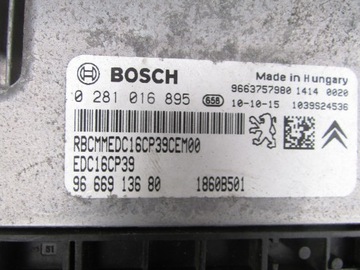 BOSCH
Made in Hungary
9663757980 1414 0020
0 281 016 895 658 10-10-15 1039S24536
RBCMMEDC16CP39CEM00
EDC16CP39
96 669 136 80 1860B501